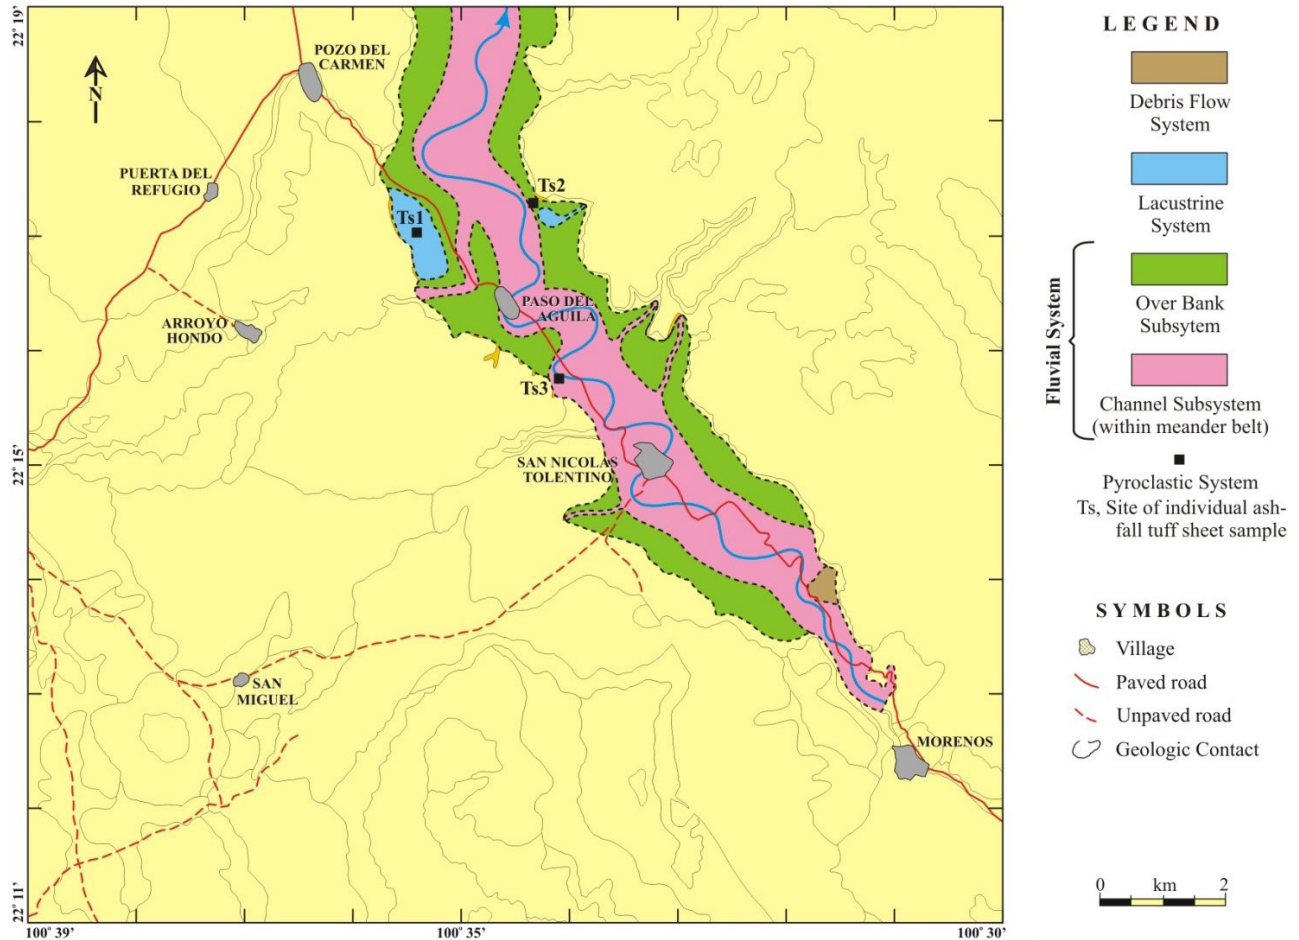 22° 19'
POZO DEL
CARMEN
N
PUERTA DEL
REFUGIO
Ts2
Ts1
PASO DEL
AGUILA
ARROYO
HONDO
Ts3
22° 15'
SAN NICOLAS
TOLENTINO
SAN
MIGUEL
MORENOS
22° 11'
100° 39'
100° 35'
100° 30'
LEGEND
Debris Flow
System
Lacustrine
System
Fluvial System
Over Bank
Subsytem
Channel Subsystem
(within meander belt)
Pyroclastic System
Ts, Site of individual ash-
fall tuff sheet sample
SYMBOLS
Village
Paved road
Unpaved road
Geologic Contact
0 km 2